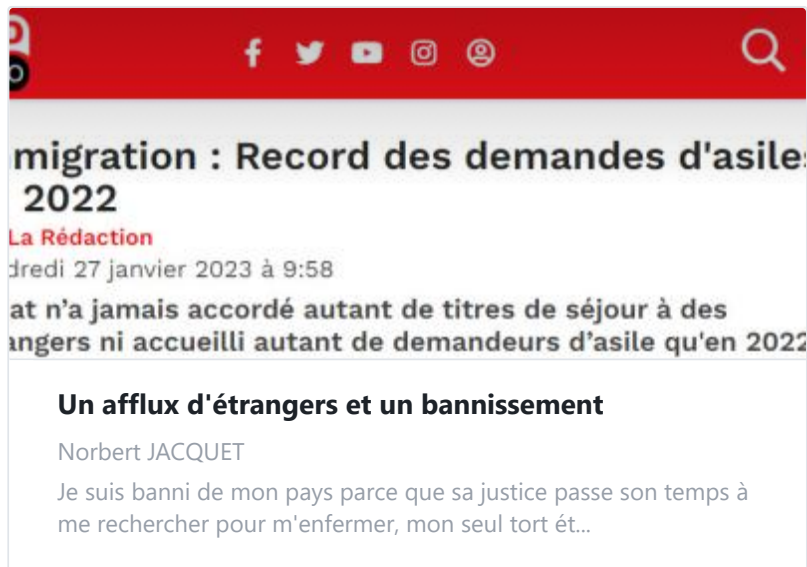 migration : Record des demandes d'asile
2022
La Rédaction
dredi 27 janvier 2023 à 9:58
at n'a jamais accordé autant de titres de séjour à des
angers ni accueilli autant de demandeurs d'asile qu'en 2022
Un afflux d'étrangers et un bannissement
Norbert JACQUET
Je suis banni de mon pays parce que sa justice passe son temps à
me rechercher pour m'enfermer, mon seul tort ét...